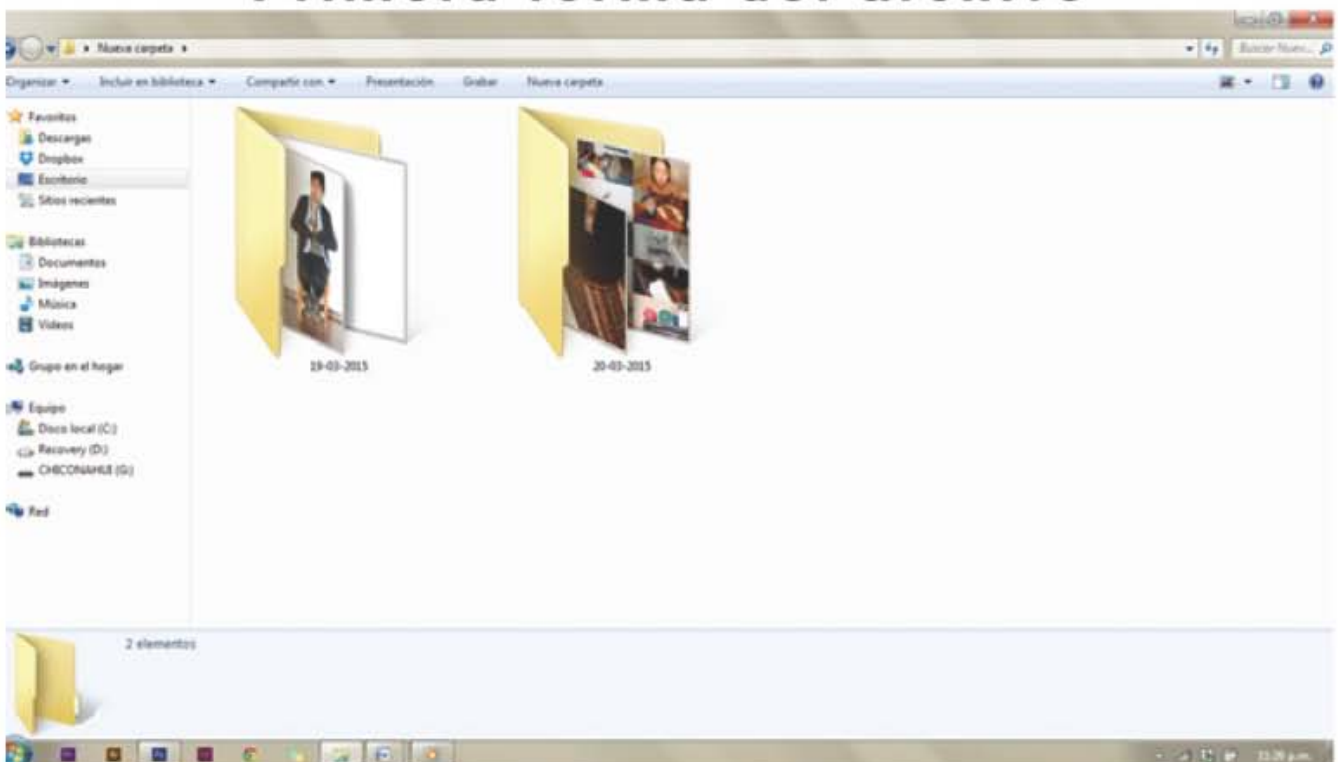 Nueva carpeta
Organizar Incluir en biblioteca Compartir con Presentación Grabar Nueva carpeta
Favoritos
Descargas
Dropbox
Escritorio
Sitios recientes
Bibliotecas
Documentos
Imágenes
Música
Videos
Grupo en el hogar
Equipo
Disco local (C:)
Recovery (D:)
CHICONAHUI (G:)
Red
19-03-2015
20-03-2015
2 elementos